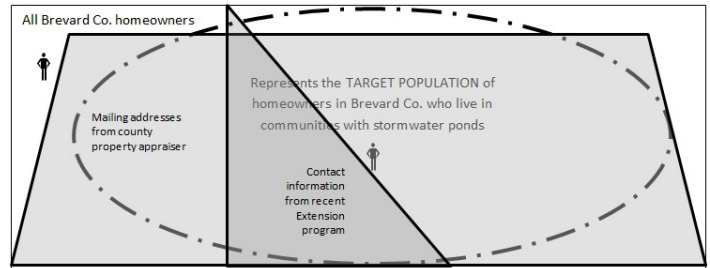 All Brevard Co. homeowners
Represents the TARGET POPULATION of
homeowners in Brevard Co. who live in
communities with stormwater ponds
Mailing addresses
from county
property appraiser
Contact
information
from recent
Extension
program